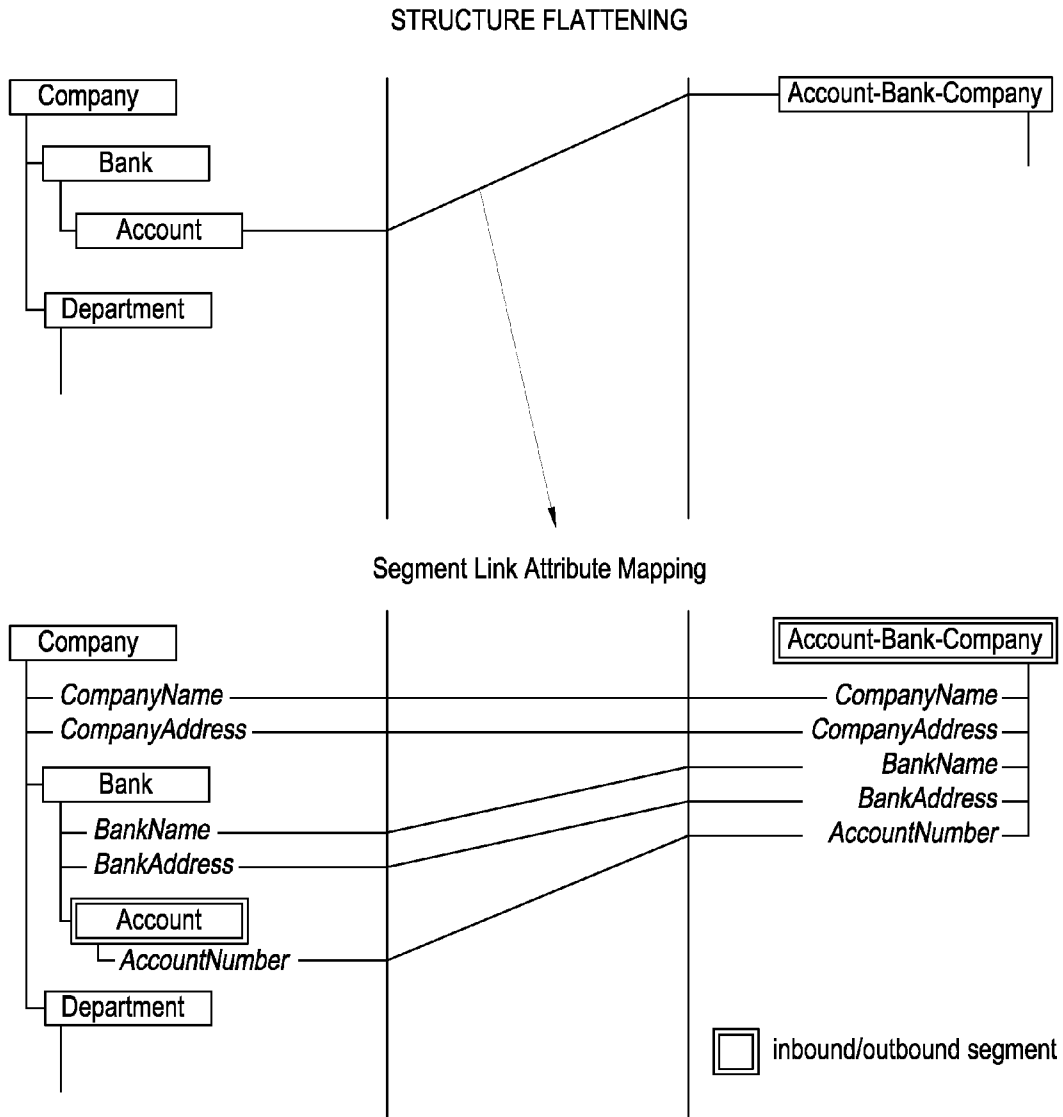 STRUCTURE FLATTENING
Company
Account-Bank-Company
Bank
Account
Department
Segment Link Attribute Mapping
Company
Account-Bank-Company
CompanyName
CompanyName
CompanyAddress
CompanyAddress
BankName
Bank
BankAddress
BankName
AccountNumber
BankAddress
Account
AccountNumber
Department
inbound/outbound segment